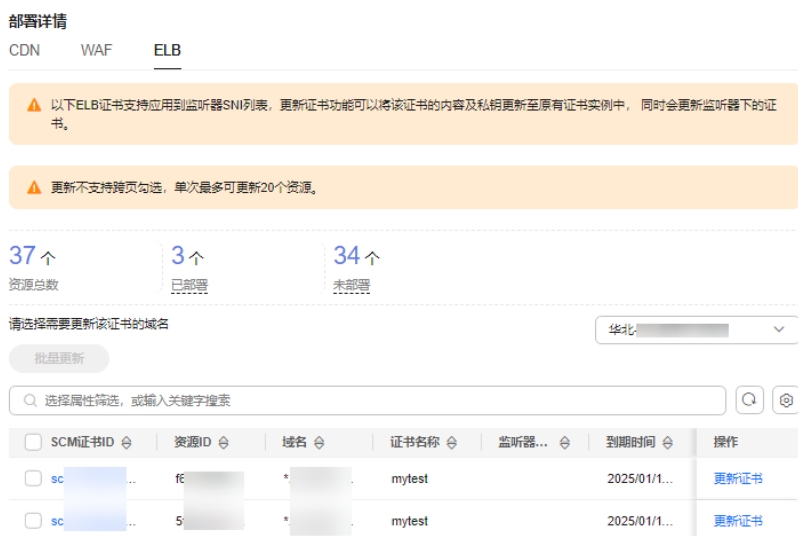 部署详情
CDN WAF ELB
以下ELB证书支持应用到监听器SNI列表，更新证书功能可以将该证书的内容及私钥更新至原有证书实例中， 同时会更新监听器下的证
书。
更新不支持跨页勾选，单次最多可更新20个资源。
37 个 3 个 34 个
资源总数 已部署 未部署
请选择需要更新该证书的域名
华北-
批量更新
选择属性筛选，或输入关键字搜索
SCM证书ID 资源ID 域名 证书名称 监听器... 到期时间 操作
sc ... f6 * . mytest 2025/01/1... 更新证书
sc ... 5 * . mytest 2025/01/1... 更新证书